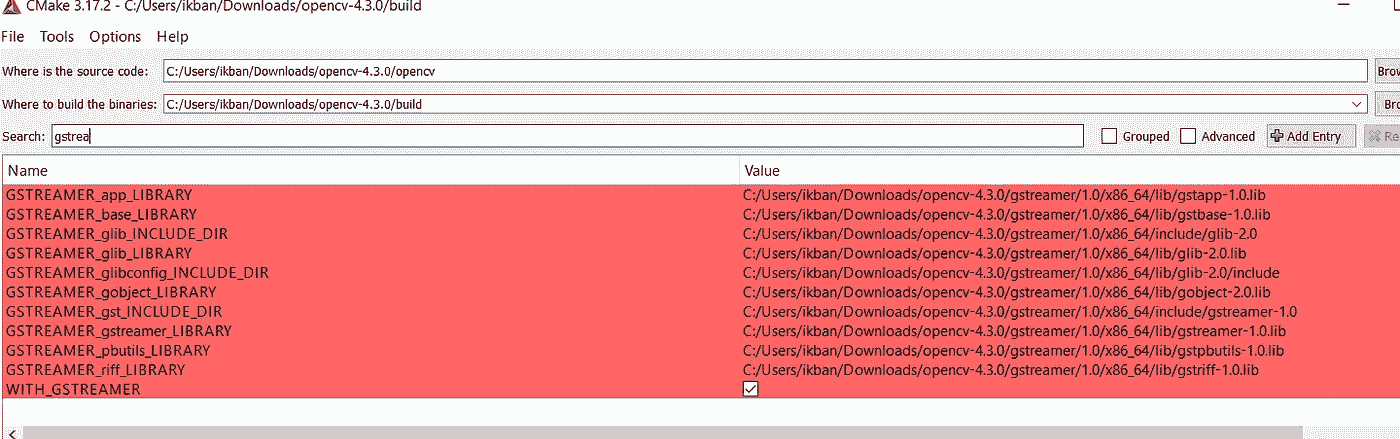 CMake 3.17.2 - C:/Users/ikban/Downloads/opencv-4.3.0/build
File Tools Options Help
Where is the source code: C:/Users/ikban/Downloads/opencv-4.3.0/opencv Brow
Where to build the binaries: C:/Users/ikban/Downloads/opencv-4.3.0/build Bro
Search: gstrea Grouped Advanced Add Entry Re
Name Value
GSTREAMER_app_LIBRARY C:/Users/ikban/Downloads/opencv-4.3.0/gstreamer/1.0/x86_64/lib/gstapp-1.0.lib
GSTREAMER_base_LIBRARY C:/Users/ikban/Downloads/opencv-4.3.0/gstreamer/1.0/x86_64/lib/gstbase-1.0.lib
GSTREAMER_glib_INCLUDE_DIR C:/Users/ikban/Downloads/opencv-4.3.0/gstreamer/1.0/x86_64/include/glib-2.0
GSTREAMER_glib_LIBRARY C:/Users/ikban/Downloads/opencv-4.3.0/gstreamer/1.0/x86_64/lib/glib-2.0.lib
GSTREAMER_glibconfig_INCLUDE_DIR C:/Users/ikban/Downloads/opencv-4.3.0/gstreamer/1.0/x86_64/lib/glib-2.0/include
GSTREAMER_gobject_LIBRARY C:/Users/ikban/Downloads/opencv-4.3.0/gstreamer/1.0/x86_64/lib/gobject-2.0.lib
GSTREAMER_gst_INCLUDE_DIR C:/Users/ikban/Downloads/opencv-4.3.0/gstreamer/1.0/x86_64/include/gstreamer-1.0
GSTREAMER_gstreamer_LIBRARY C:/Users/ikban/Downloads/opencv-4.3.0/gstreamer/1.0/x86_64/lib/gstreamer-1.0.lib
GSTREAMER_pbutils_LIBRARY C:/Users/ikban/Downloads/opencv-4.3.0/gstreamer/1.0/x86_64/lib/gstpbutils-1.0.lib
GSTREAMER_riff_LIBRARY C:/Users/ikban/Downloads/opencv-4.3.0/gstreamer/1.0/x86_64/lib/gstriff-1.0.lib
WITH_GSTREAMER